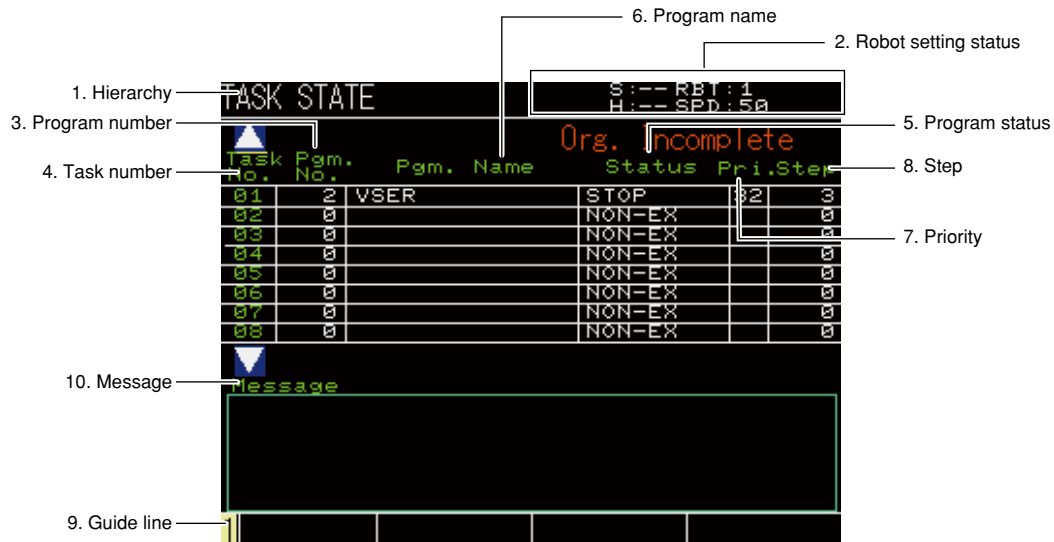 6. Program name
2. Robot setting status
1. Hierarchy
TASK STATE
S:-- RBT:1
H:-- SPD:50
3. Program number
Org. Incomplete
5. Program status
4. Task number
Task No. Pgm. No. Pgm. Name Status Pri. Step
8. Step
01 2 VSER STOP 32 3
02 0 NON-EX 0
03 0 NON-EX 0
7. Priority
04 0 NON-EX 0
05 0 NON-EX 0
06 0 NON-EX 0
07 0 NON-EX 0
08 0 NON-EX 0
10. Message
Message
9. Guide line
1